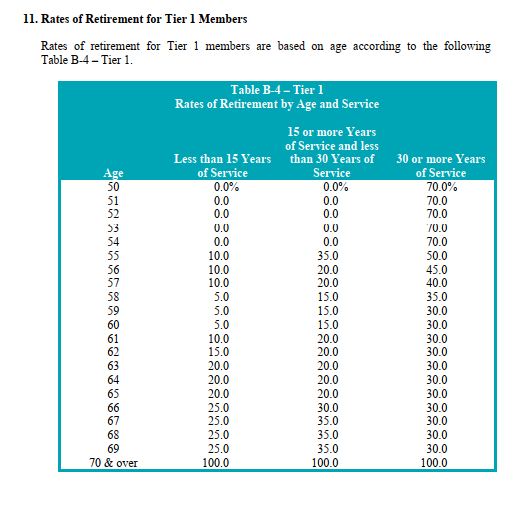 11. Rates of Retirement for Tier 1 Members
Rates of retirement for Tier 1 members are based on age according to the following
Table B-4 – Tier 1.
Table B-4 – Tier 1
Rates of Retirement by Age and Service
15 or more Years
of Service and less
Less than 15 Years than 30 Years of 30 or more Years
Age of Service Service of Service
50 0.0% 0.0% 70.0%
51 0.0 0.0 70.0
52 0.0 0.0 70.0
53 0.0 0.0 70.0
54 0.0 0.0 70.0
55 10.0 35.0 50.0
56 10.0 20.0 45.0
57 10.0 20.0 40.0
58 5.0 15.0 35.0
59 5.0 15.0 30.0
60 5.0 15.0 30.0
61 10.0 20.0 30.0
62 15.0 20.0 30.0
63 20.0 20.0 30.0
64 20.0 20.0 30.0
65 20.0 20.0 30.0
66 25.0 30.0 30.0
67 25.0 35.0 30.0
68 25.0 35.0 30.0
69 25.0 35.0 30.0
70 & over 100.0 100.0 100.0